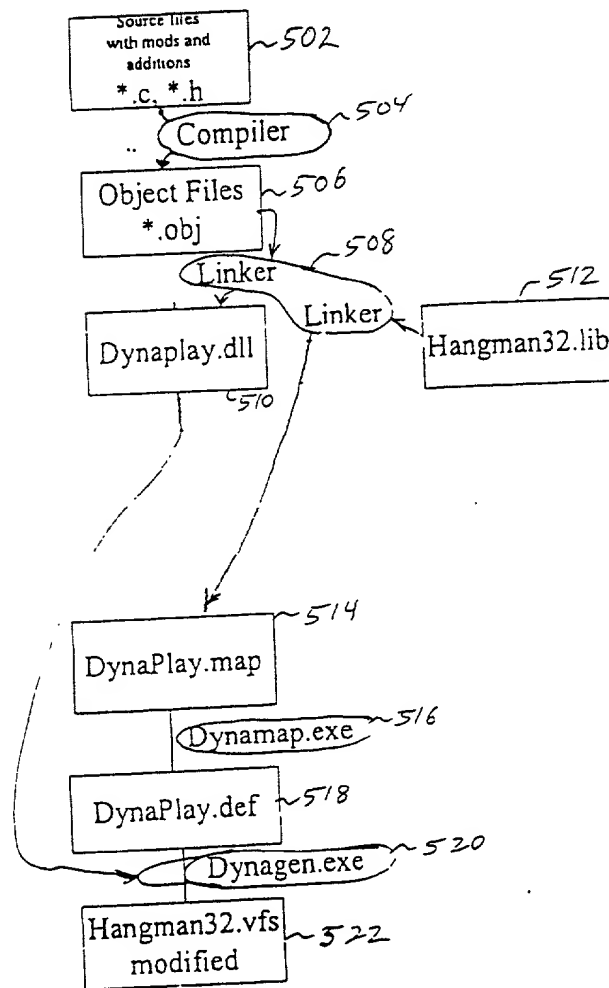 Source files
with mods and
additions
*.c, *.h
502
504
Compiler
Object Files
*.obj
506
508
Linker
Linker
512
Dynaplay.dll
Hangman32.lib
510
514
DynaPlay.map
516
Dynamap.exe
DynaPlay.def
518
520
Dynagen.exe
Hangman32.vfs
modified
522